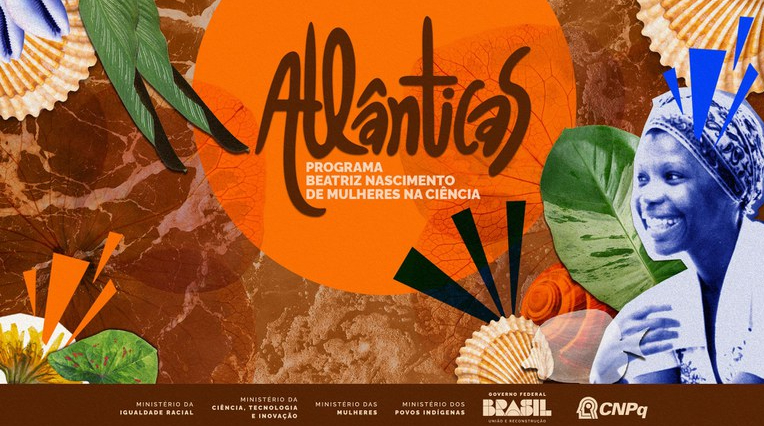 Atlânticas
PROGRAMA
BEATRIZ NASCIMENTO
DE MULHERES NA CIÊNCIA
MINISTÉRIO DA
IGUALDADE RACIAL
MINISTÉRIO DA
CIÊNCIA, TECNOLOGIA
E INOVAÇÃO
MINISTÉRIO DAS
MULHERES
MINISTÉRIO DOS
POVOS INDÍGENAS
GOVERNO FEDERAL
BRASIL
UNIÃO E RECONSTRUÇÃO
CNPq